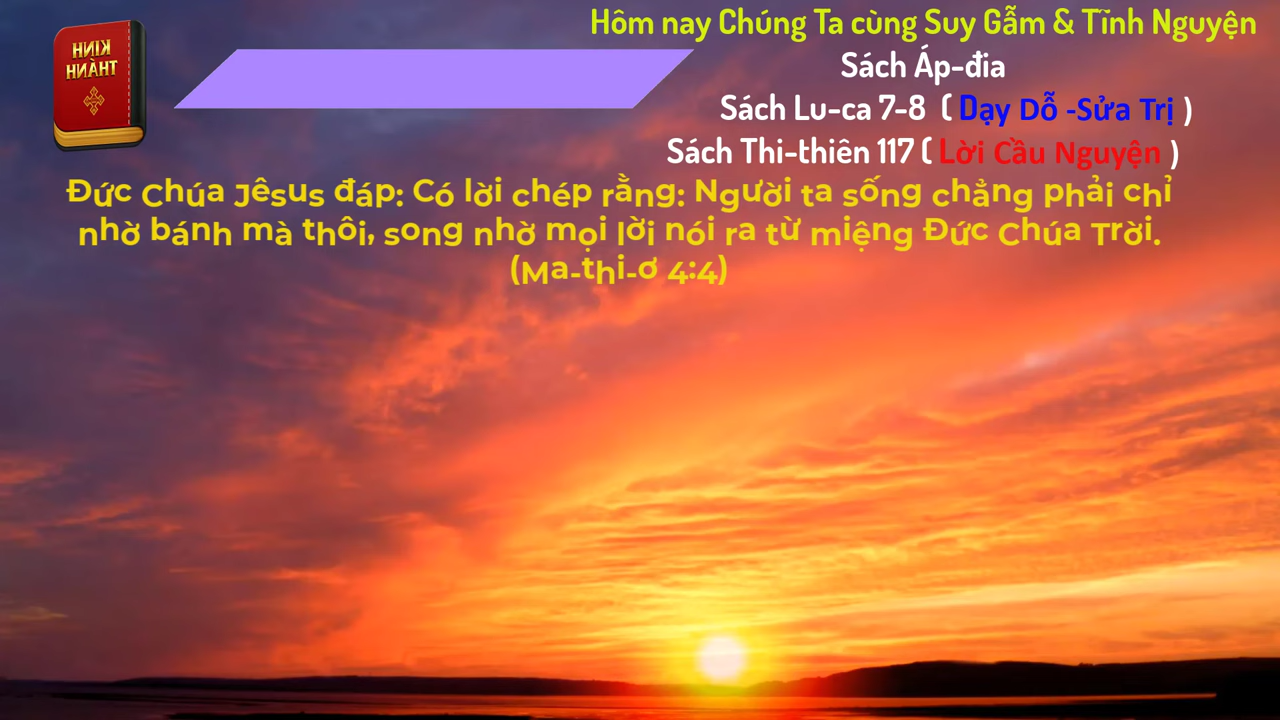 Hôm nay Chúng Ta cùng Suy Gẫm & Tĩnh Nguyện
KINH
THÀNH
Sách Áp-đia
Sách Lu-ca 7-8 ( Dạy Dỗ -Sửa Trị )
Sách Thi-thiên 117 ( Lời Cầu Nguyện )
Đức Chúa Jêsus đáp: Có lời chép rằng: Người ta sống chẳng phải chỉ
nhờ bánh mà thôi, song nhờ mọi lời nói ra từ miệng Đức Chúa Trời.
(Ma-thi-ơ 4:4)